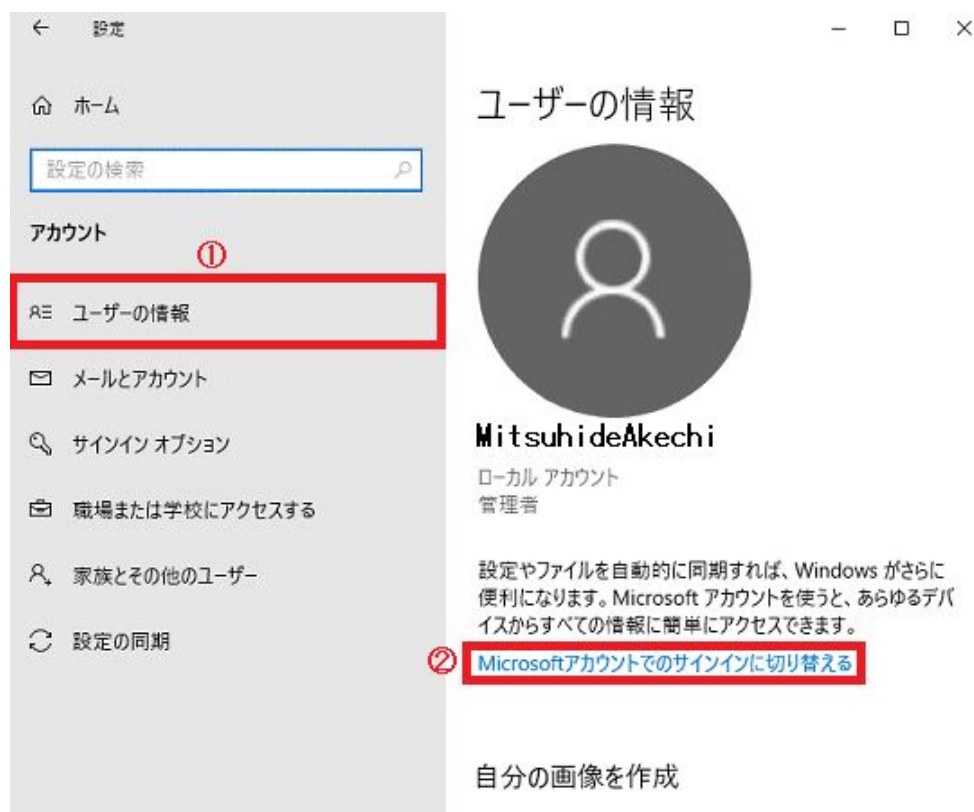 設定
ホーム
設定の検索
アカウント
①
ユーザーの情報
メールとアカウント
サインイン オプション
職場または学校にアクセスする
家族とその他のユーザー
設定の同期
ユーザーの情報
MitsuhideAkechi
ローカル アカウント
管理者
設定やファイルを自動的に同期すれば、Windows がさらに
便利になります。Microsoft アカウントを使うと、あらゆるデバ
イスからすべての情報に簡単にアクセスできます。
②
Microsoftアカウントでのサインインに切り替える
自分の画像を作成